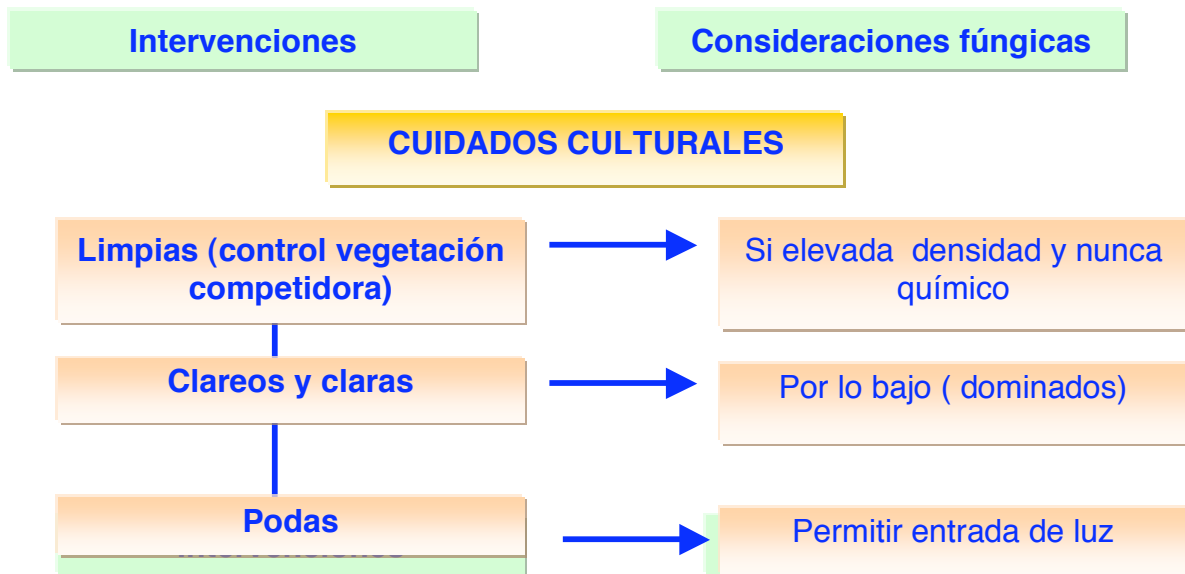 Intervenciones
Consideraciones fúngicas
CUIDADOS CULTURALES
Limpias (control vegetación
competidora)
Si elevada densidad y nunca
químico
Clareos y claras
Por lo bajo ( dominados)
Podas
Permitir entrada de luz